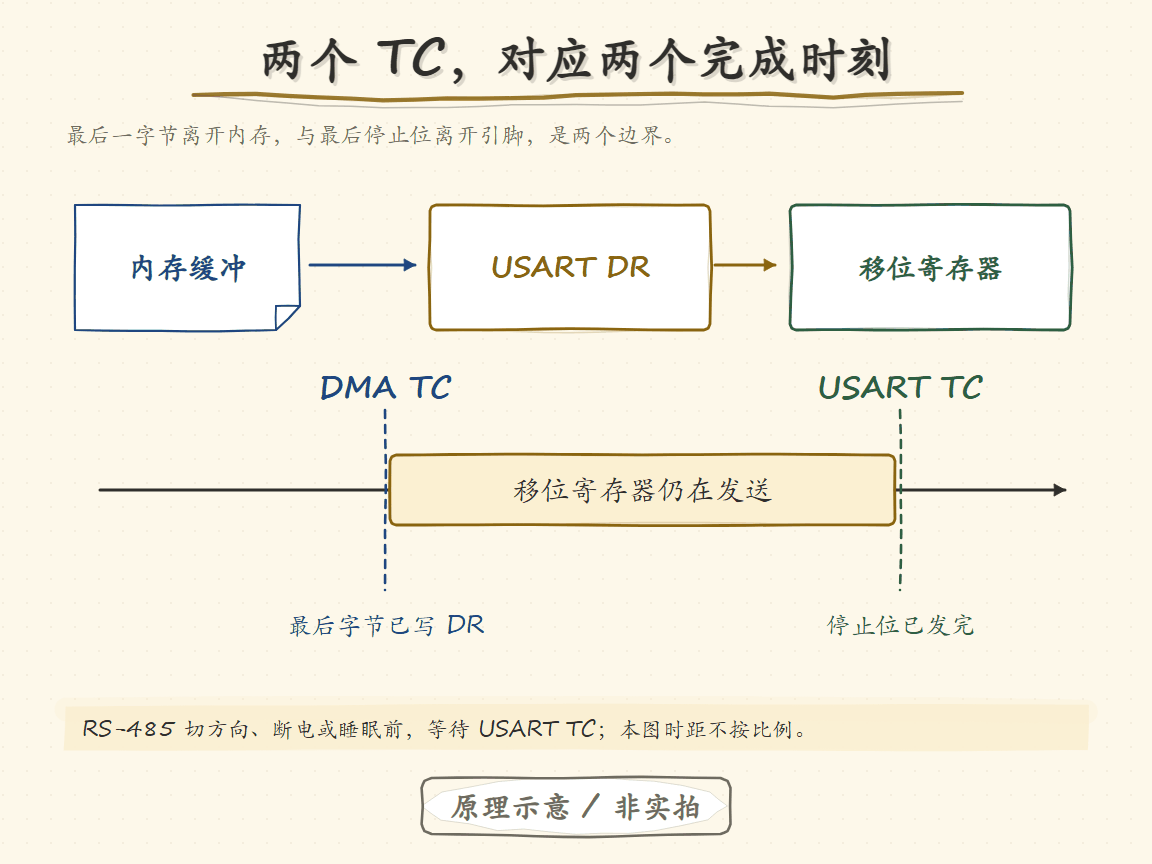 两个 TC，对应两个完成时刻
最后一字节离开内存，与最后停止位离开引脚，是两个边界。
内存缓冲
USART DR
移位寄存器
DMA TC
USART TC
移位寄存器仍在发送
最后字节已写 DR
停止位已发完
RS-485 切方向、断电或睡眠前，等待 USART TC；本图时距不按比例。
原理示意 / 非实拍